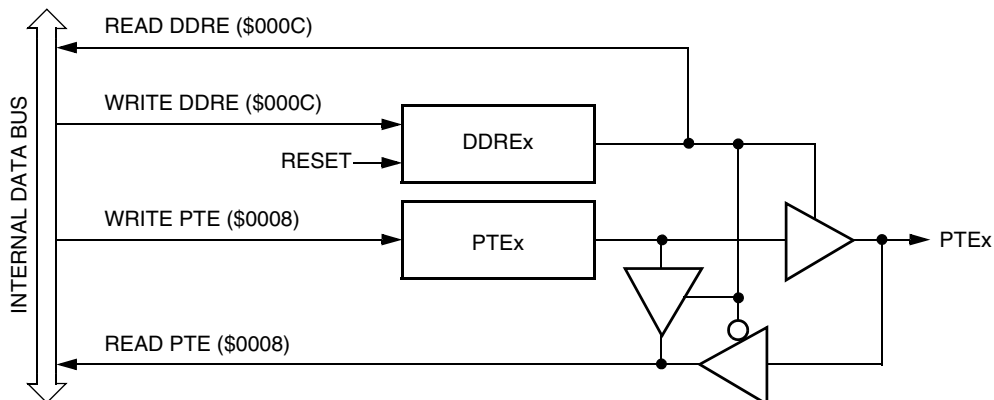 READ DDRE ($000C)
WRITE DDRE ($000C)
DDREx
RESET
WRITE PTE ($0008)
PTEx
PTEx
READ PTE ($0008)
INTERNAL DATA BUS